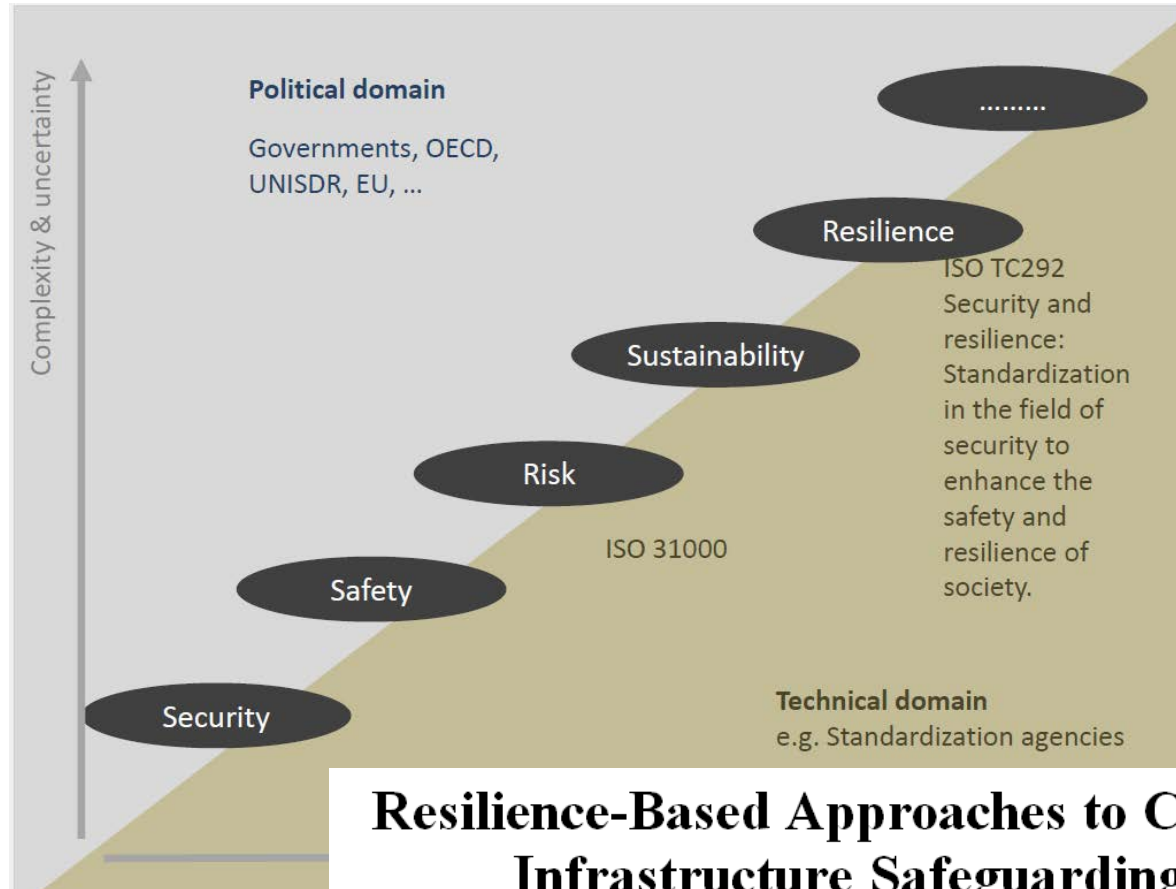 Complexity & uncertainty
Political domain
Governments, OECD,
UNISDR, EU, ...
.........
Resilience
ISO TC292
Security and
resilience:
Standardization
in the field of
security to
enhance the
safety and
resilience of
society.
Sustainability
Risk
ISO 31000
Safety
Security
Technical domain
e.g. Standardization agencies
Resilience-Based Approaches to
Infrastructure Safeguarding